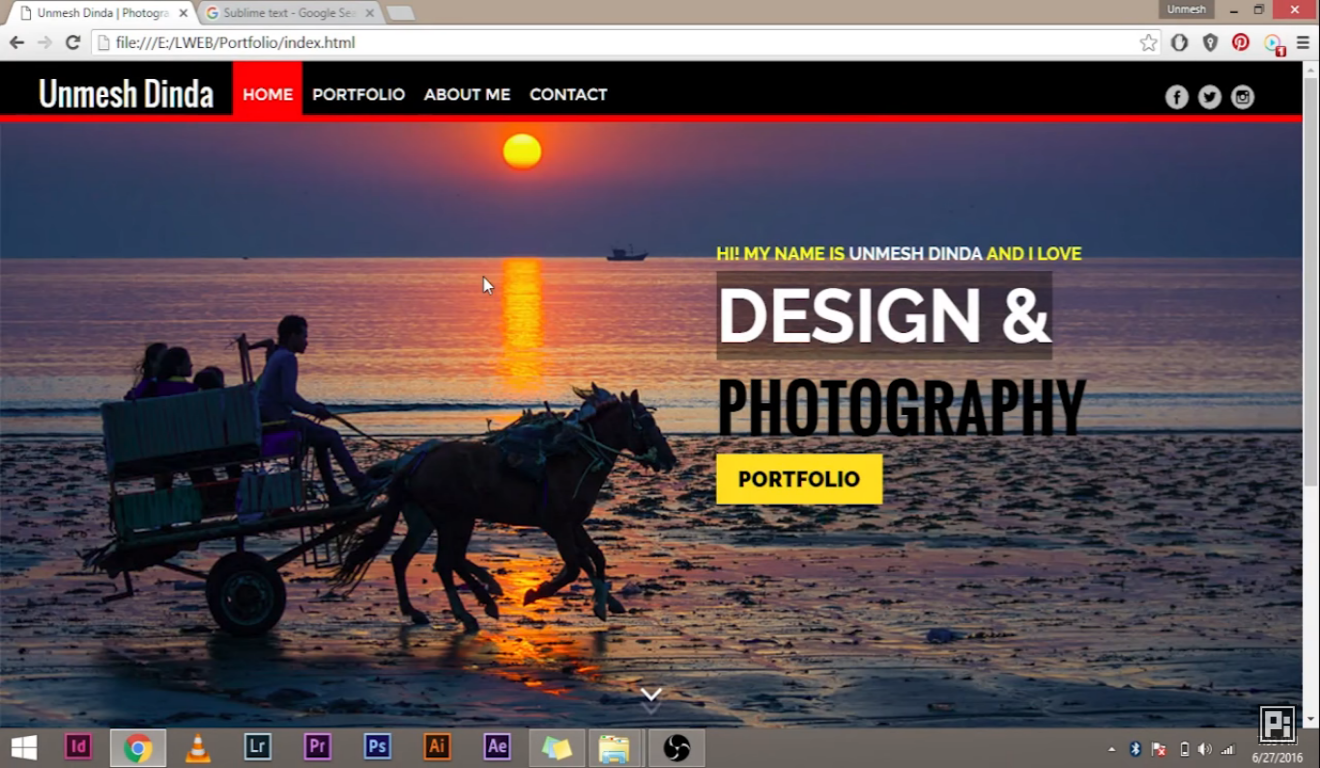 Unmesh Dinda | Photogra
Sublime text - Google Sea
Unmesh
file:///E:/LWEB/Portfolio/index.html
1
Unmesh Dinda
HOME
PORTFOLIO
ABOUT ME
CONTACT
HI! MY NAME IS UNMESH DINDA AND I LOVE
DESIGN &
PHOTOGRAPHY
PORTFOLIO
Pi
Id
Lr
Pr
Ps
Ai
Ae
6/27/2016